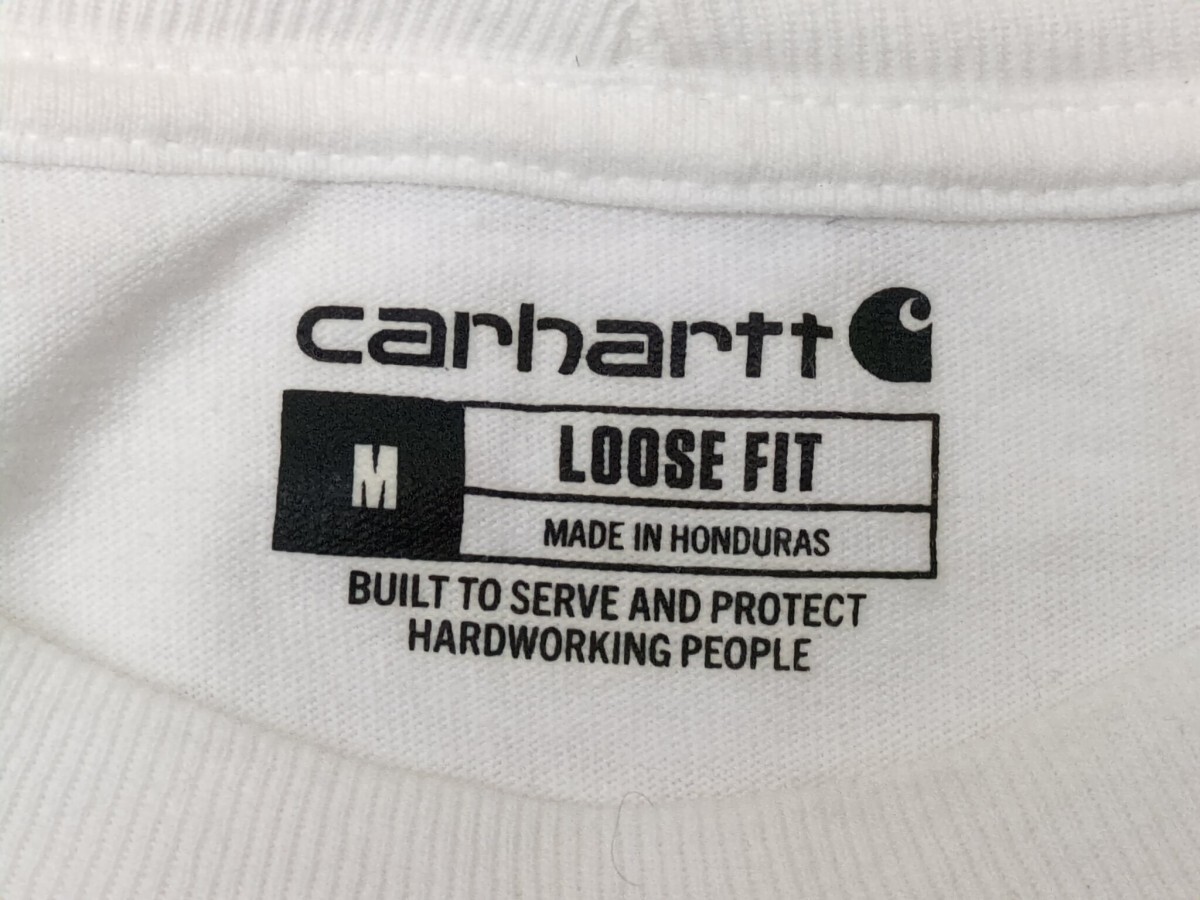 carhartt
M
LOOSE FIT
MADE IN HONDURAS
BUILT TO SERVE AND PROTECT
HARDWORKING PEOPLE